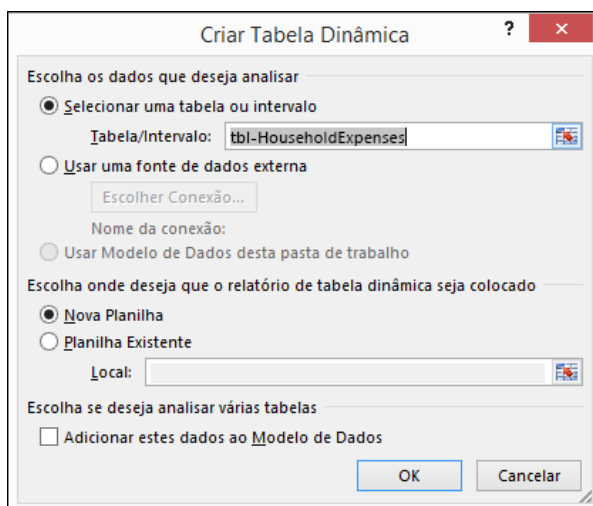 Criar Tabela Dinâmica ? ×
Escolha os dados que deseja analisar
Selecionar uma tabela ou intervalo
Tabela/Intervalo: tbl-HouseholdExpenses
Usar uma fonte de dados externa
Escolher Conexão...
Nome da conexão:
Usar Modelo de Dados desta pasta de trabalho
Escolha onde deseja que o relatório de tabela dinâmica seja colocado
Nova Planilha
Planilha Existente
Local:
Escolha se deseja analisar várias tabelas
Adicionar estes dados ao Modelo de Dados
OK Cancelar